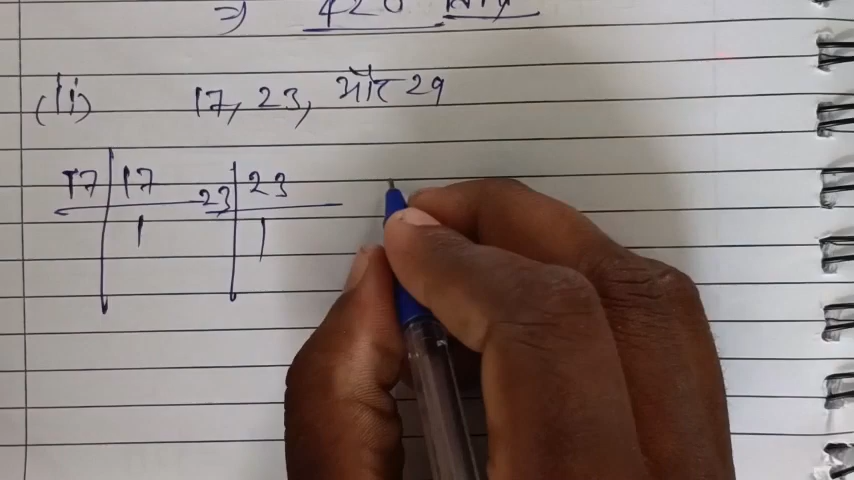 ⇒ 420
(ii) 17, 23, और 29
17 | 17 23 | 23
1 1